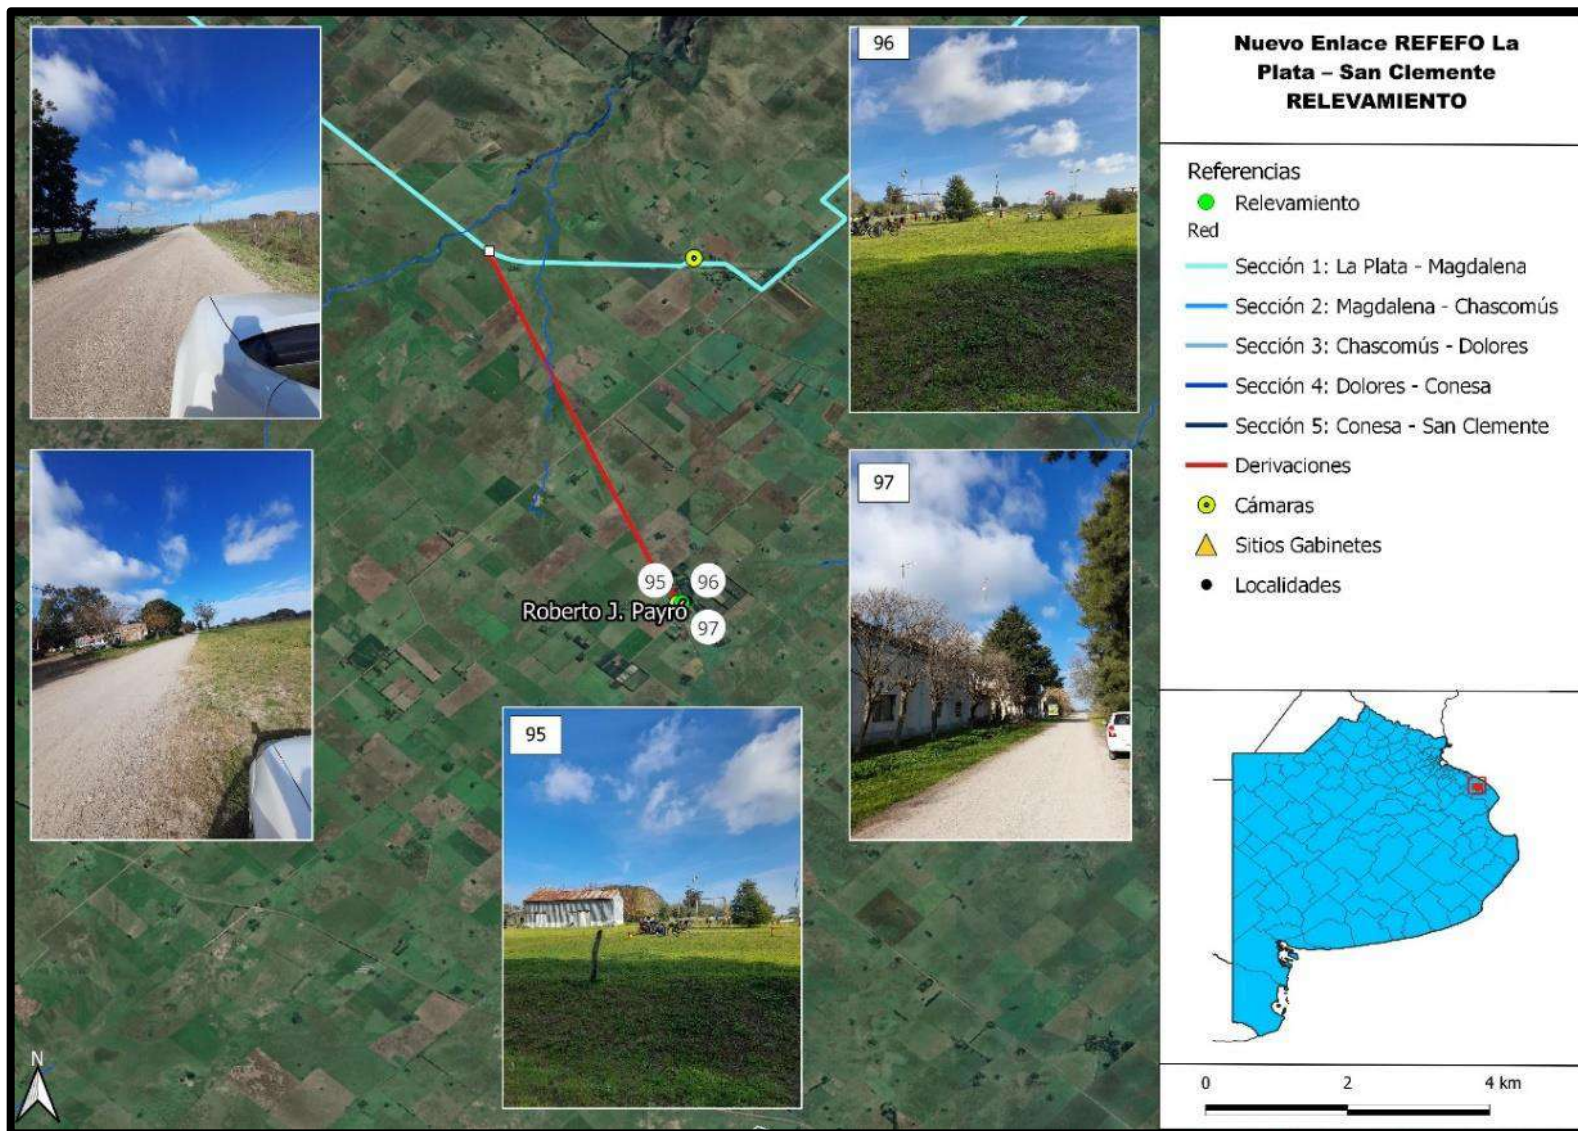 96
97
95
95
96
97
Roberto J. Payró
N
Nuevo Enlace REFEFO La
Plata – San Clemente
RELEVAMIENTO
Referencias
Relevamiento
Red
Sección 1: La Plata - Magdalena
Sección 2: Magdalena - Chascomús
Sección 3: Chascomús - Dolores
Sección 4: Dolores - Conesa
Sección 5: Conesa - San Clemente
Derivaciones
Cámaras
Sitios Gabinetes
Localidades
0 2 4 km